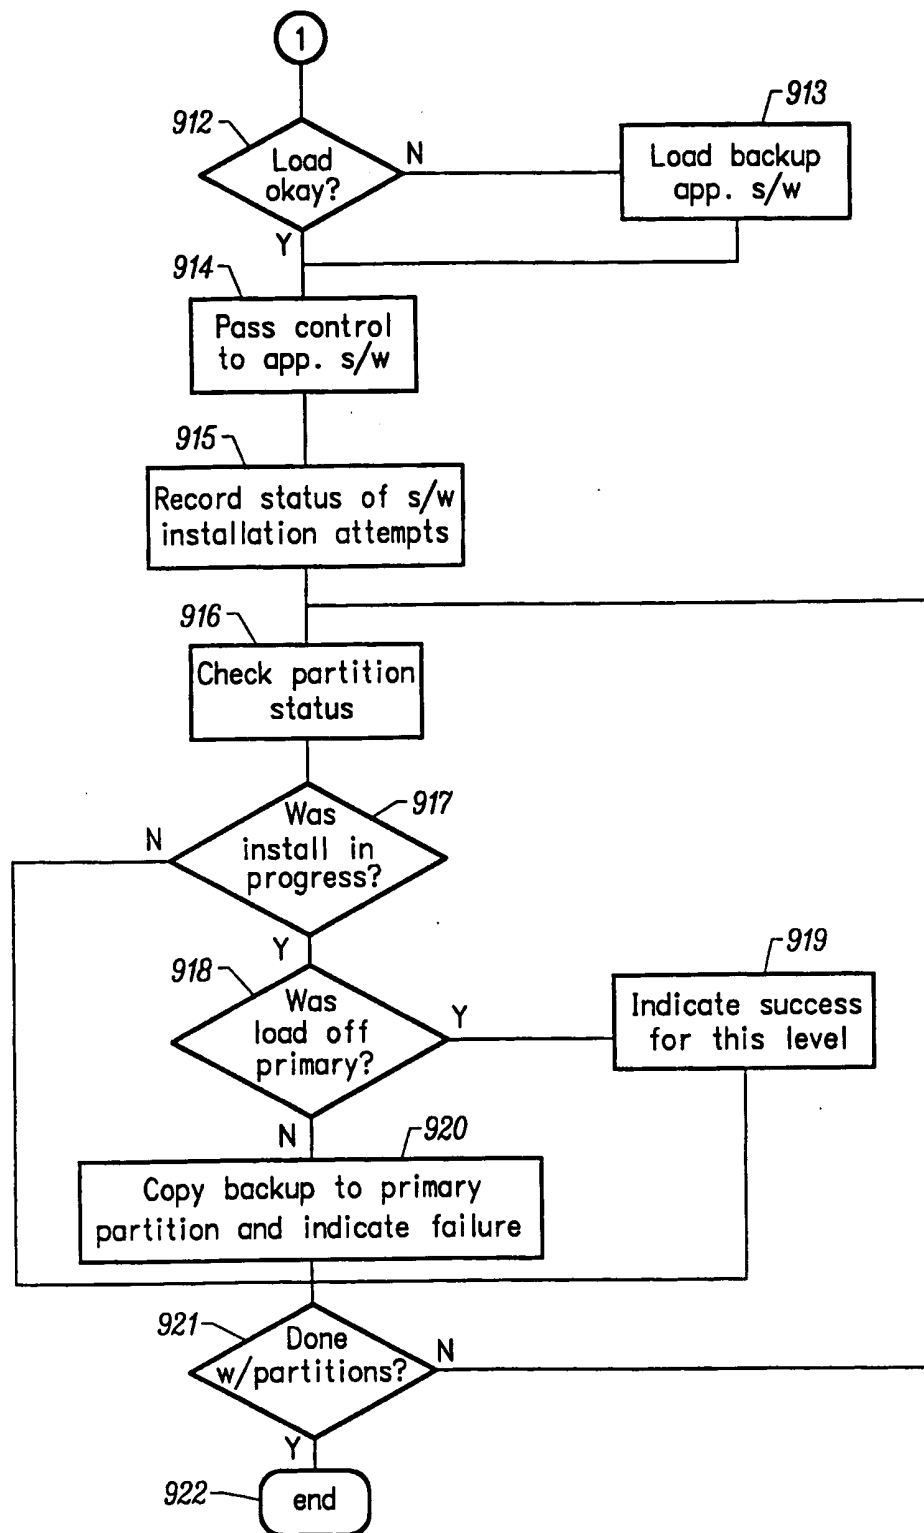 1
912
Load
okay?
N
913
Load backup
app. s/w
Y
914
Pass control
to app. s/w
915
Record status of s/w
installation attempts
916
Check partition
status
917
Was
install in
progress?
N
Y
918
Was
load off
primary?
Y
919
Indicate success
for this level
N
920
Copy backup to primary
partition and indicate failure
921
Done
w/partitions?
N
Y
922
end